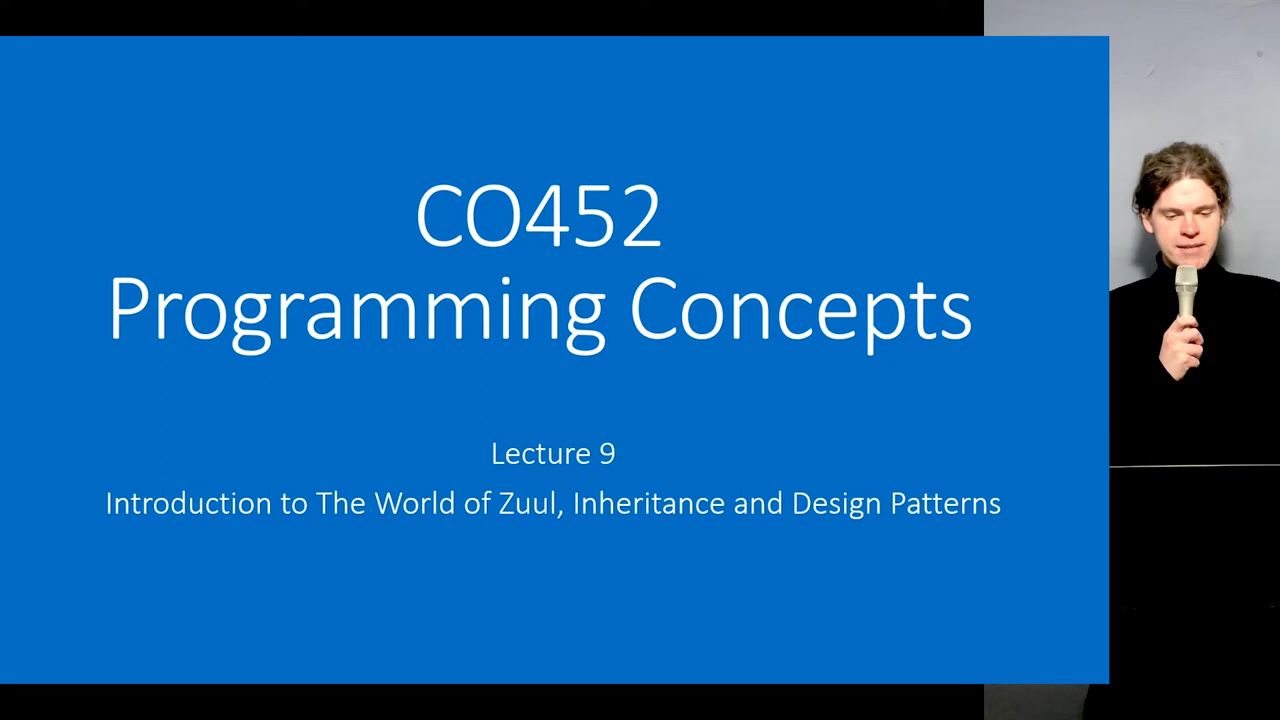 CO452
Programming Concepts
Lecture 9
Introduction to The World of Zuul, Inheritance and Design Patterns